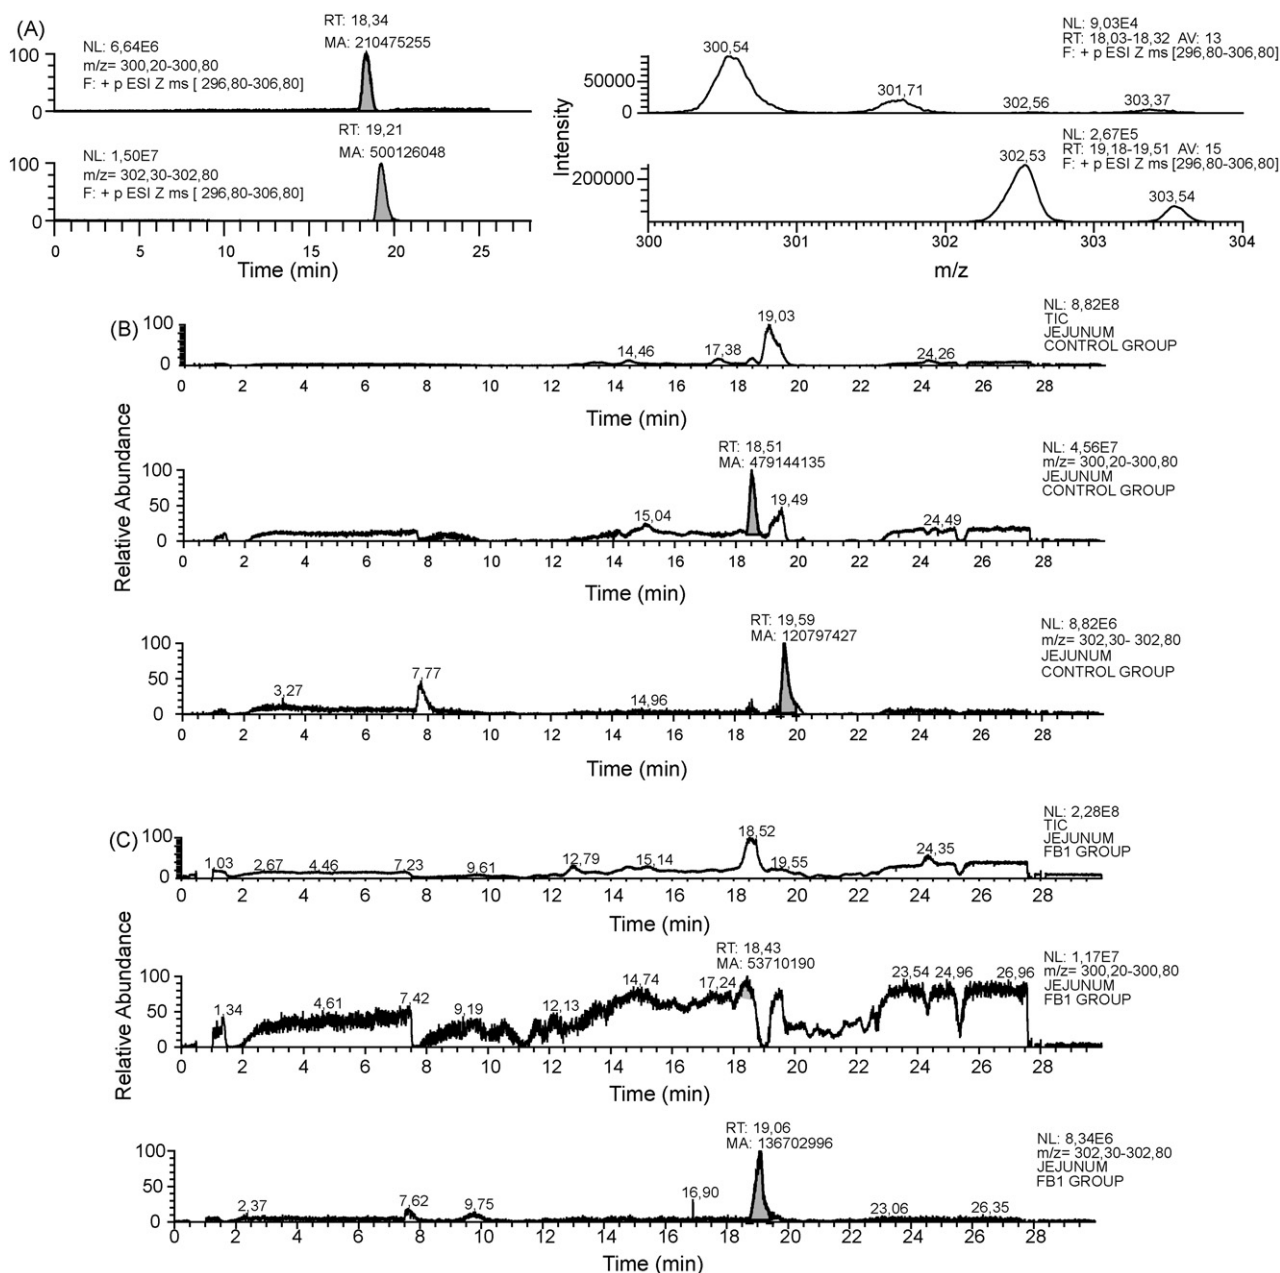 (A)
RT: 18,34
MA: 210475255
NL: 6,64E6
m/z= 300,20-300,80
F: + p ESI Z ms [ 296,80-306,80]
100
0
RT: 19,21
MA: 500126048
NL: 1,50E7
m/z= 302,30-302,80
F: + p ESI Z ms [ 296,80-306,80]
100
0
0 5 10 15 20 25
Time (min)
NL: 9,03E4
RT: 18,03-18,32 AV: 13
F: + p ESI Z ms [296,80-306,80]
300,54
301,71
302,56
303,37
50000
0
Intensity
NL: 2,67E5
RT: 19,18-19,51 AV: 15
F: + p ESI Z ms [296,80-306,80]
302,53
303,54
200000
300 301 302 303 304
m/z
(B)
100
0
14,46 17,38 19,03 24,26
NL: 8,82E8
TIC
JEJUNUM
CONTROL GROUP
0 2 4 6 8 10 12 14 16 18 20 22 24 26 28
Time (min)
Relative Abundance
RT: 18,51
MA: 479144135
100
50
0
15,04 19,49 24,49
NL: 4,56E7
m/z= 300,20-300,80
JEJUNUM
CONTROL GROUP
0 2 4 6 8 10 12 14 16 18 20 22 24 26 28
Time (min)
RT: 19,59
MA: 120797427
100
50
0
3,27 7,77 14,96
NL: 8,82E6
m/z= 302,30- 302,80
JEJUNUM
CONTROL GROUP
0 2 4 6 8 10 12 14 16 18 20 22 24 26 28
Time (min)
(C)
100
0
1,03 2,67 4,46 7,23 9,61 12,79 15,14 18,52 19,55 24,35
NL: 2,28E8
TIC
JEJUNUM
FB1 GROUP
0 2 4 6 8 10 12 14 16 18 20 22 24 26 28
Time (min)
Relative Abundance
RT: 18,43
MA: 53710190
100
50
0
1,34 4,61 7,42 9,19 12,13 14,74 17,24 23,54 24,96 26,96
NL: 1,17E7
m/z= 300,20-300,80
JEJUNUM
FB1 GROUP
0 2 4 6 8 10 12 14 16 18 20 22 24 26 28
Time (min)
RT: 19,06
MA: 136702996
100
50
0
2,37 7,62 9,75 16,90 23,06 26,35
NL: 8,34E6
m/z= 302,30-302,80
JEJUNUM
FB1 GROUP
0 2 4 6 8 10 12 14 16 18 20 22 24 26 28
Time (min)